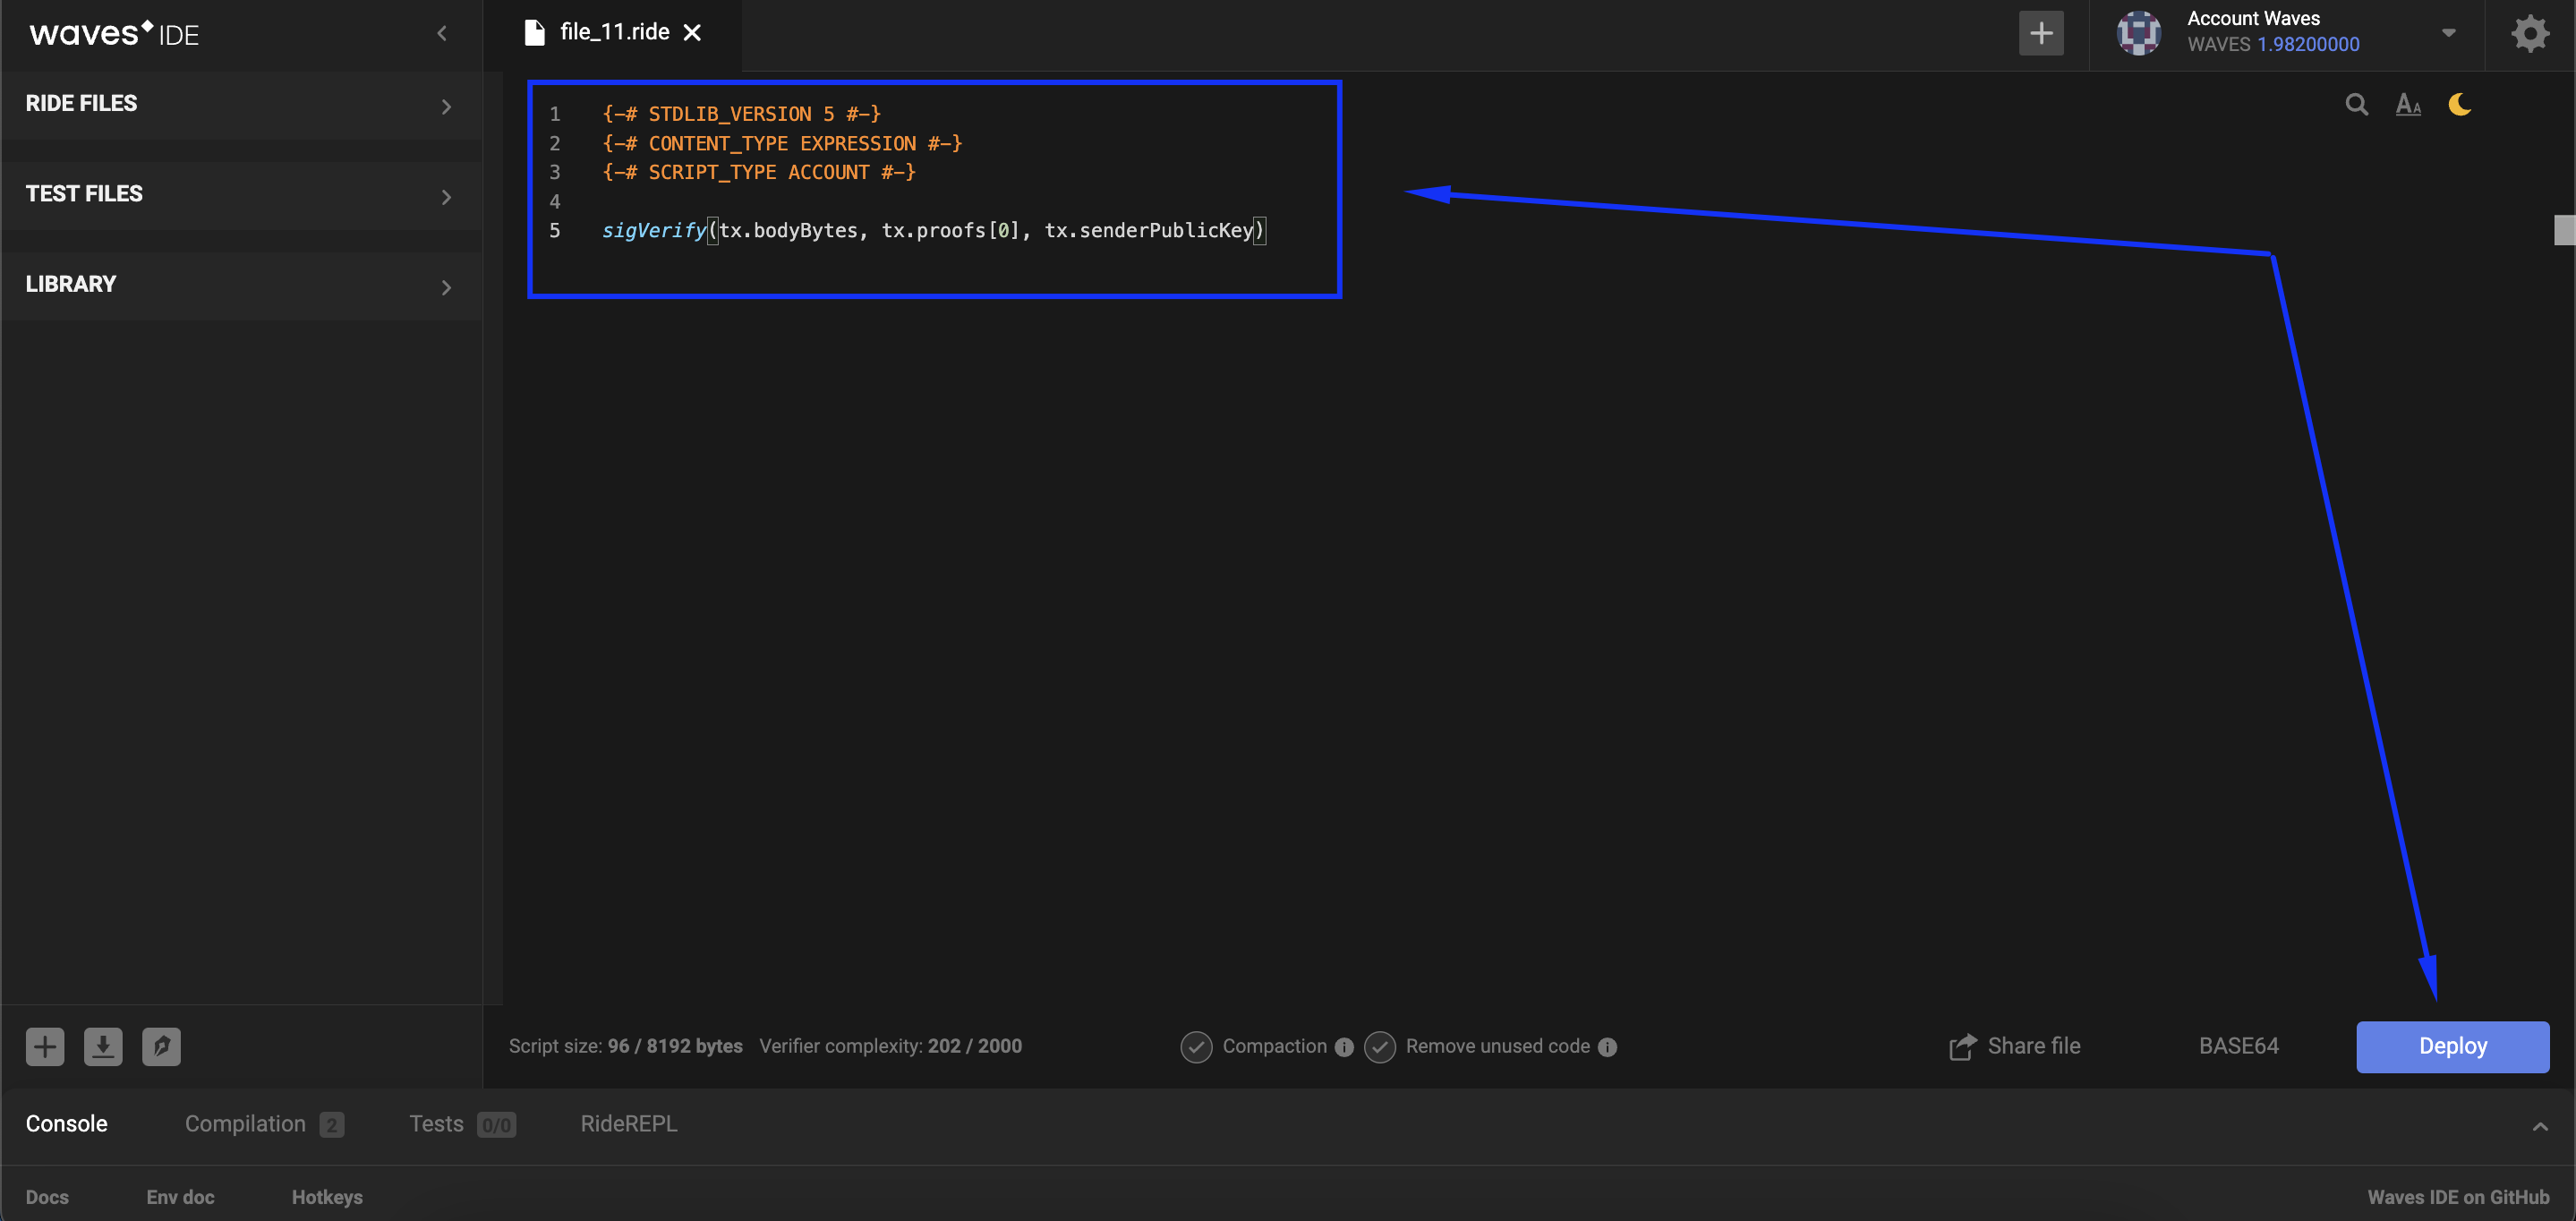 waves IDE
file_11.ride
Account Waves
WAVES 1.98200000
RIDE FILES
TEST FILES
LIBRARY
1 {-# STDLIB_VERSION 5 #-}
2 {-# CONTENT_TYPE EXPRESSION #-}
3 {-# SCRIPT_TYPE ACCOUNT #-}
4
5 sigVerify(tx.bodyBytes, tx.proofs[0], tx.senderPublicKey)
AA
Script size: 96 / 8192 bytes Verifier complexity: 202 / 2000
Compaction
Remove unused code
Share file
BASE64
Deploy
Console
Compilation 2
Tests 0/0
RideREPL
Docs
Env doc
Hotkeys
Waves IDE on GitHub